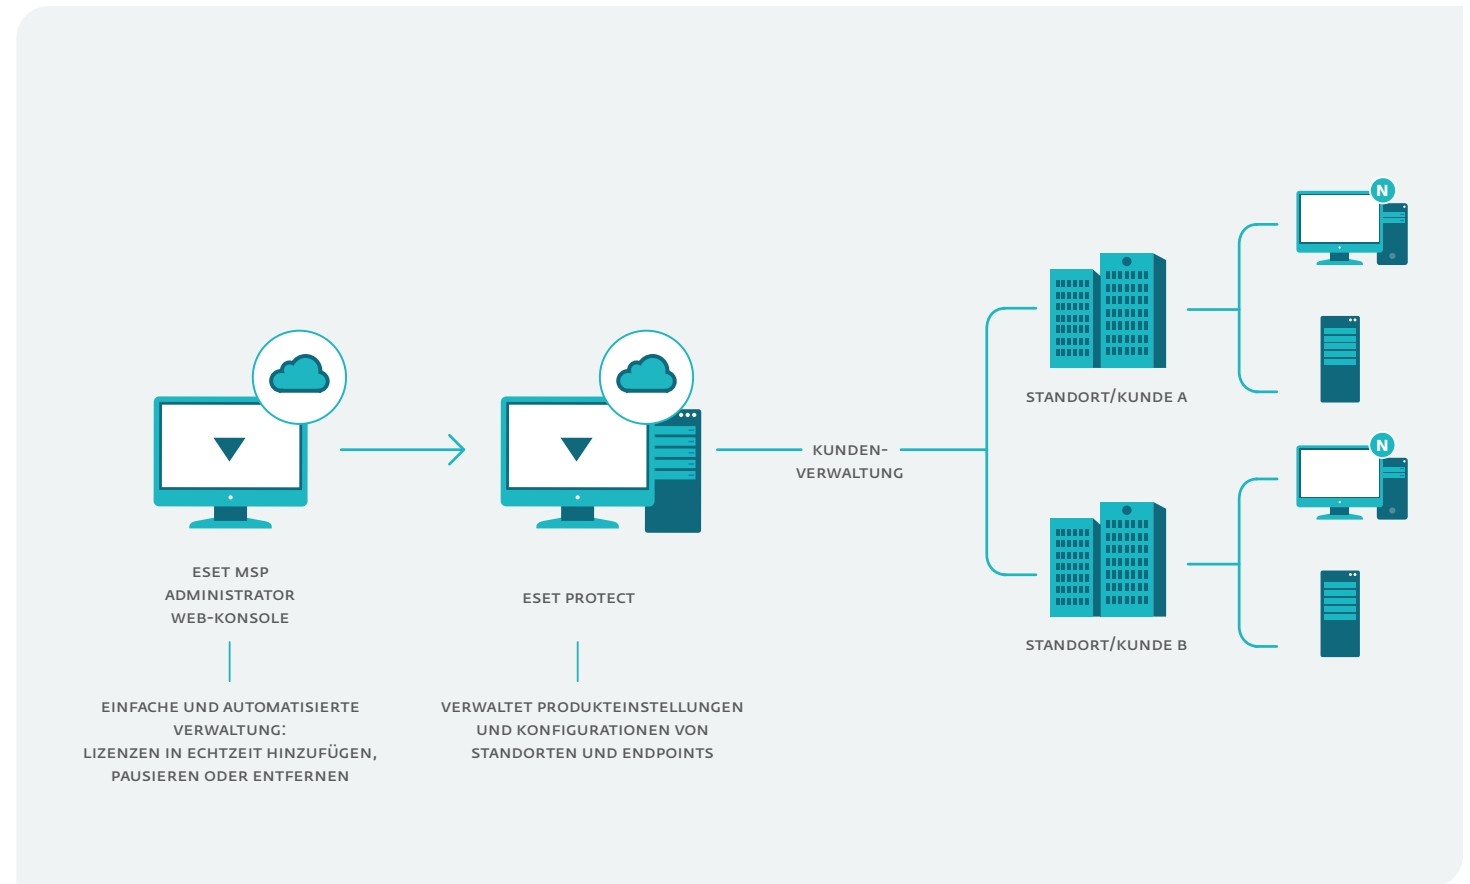 N
STANDORT/KUNDE A
N
KUNDEN-
VERWALTUNG
STANDORT/KUNDE B
ESET MSP
ADMINISTRATOR
WEB-KONSOLE
ESET PROTECT
EINFACHE UND AUTOMATISIERTE
VERWALTUNG:
LIZENZEN IN ECHTZEIT HINZUFÜGEN,
PAUSIEREN ODER ENTFERNEN
VERWALTET PRODUKTEINSTELLUNGEN
UND KONFIGURATIONEN VON
STANDORTEN UND ENDPOINTS